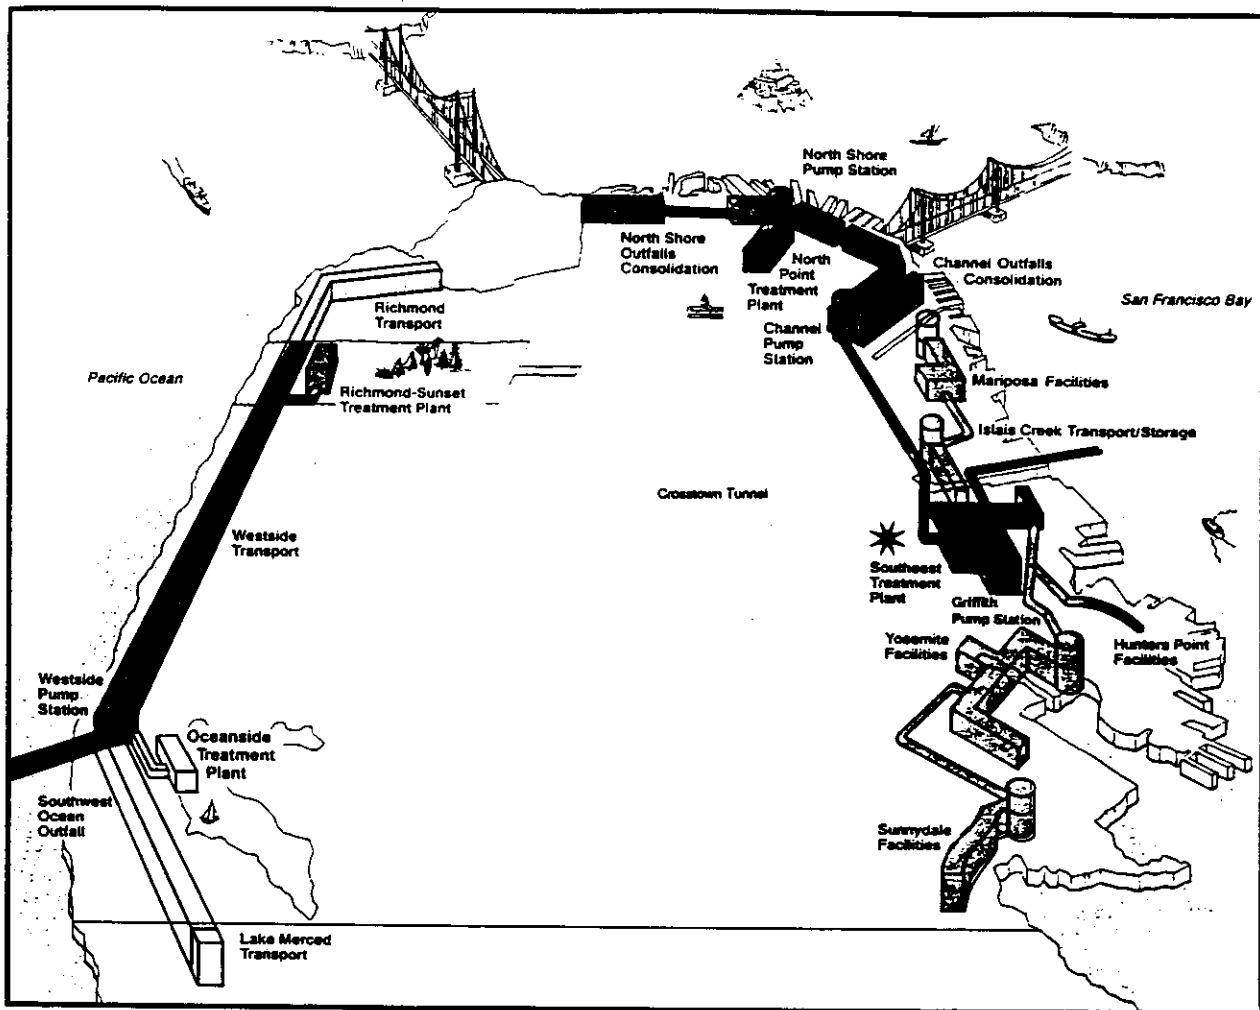 North Shore
Pump Station
North Shore
Outfalls
Consolidation
North
Point
Treatment
Plant
Channel Outfalls
Consolidation
San Francisco Bay
Richmond
Transport
Channel
Pump
Station
Pacific Ocean
Richmond-Sunset
Treatment Plant
Mariposa Facilities
Islais Creek Transport/Storage
Crosstown Tunnel
Westside
Transport
Southeast
Treatment
Plant
Griffith
Pump Station
Yosemite
Facilities
Hunters Point
Facilities
Westside
Pump
Station
Oceanside
Treatment
Plant
Southwest
Ocean
Outfall
Sunnydale
Facilities
Lake Merced
Transport